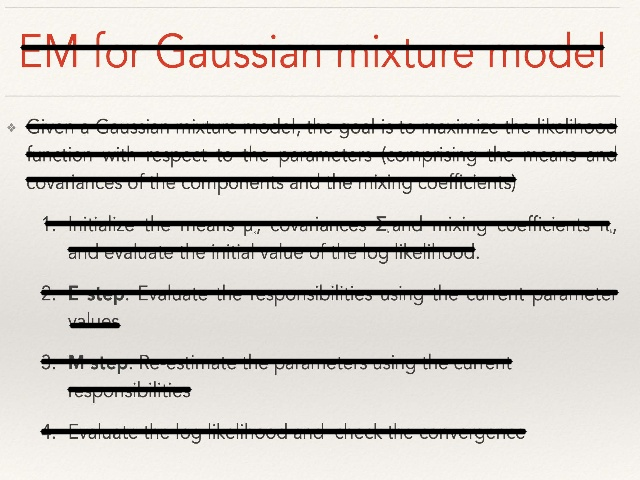 EM for Gaussian mixture model
Given a Gaussian mixture model, the goal is to maximize the likelihood
function with respect to the parameters (comprising the means and
covariances of the components and the mixing coefficients)
1. Initialize the means μₖ, covariances Σ and mixing coefficients πₖ,
and evaluate the initial value of the log likelihood.
2. E step. Evaluate the responsibilities using the current parameter
values
3. M step. Re-estimate the parameters using the current
responsibilities
4. Evaluate the log likelihood and check the convergence